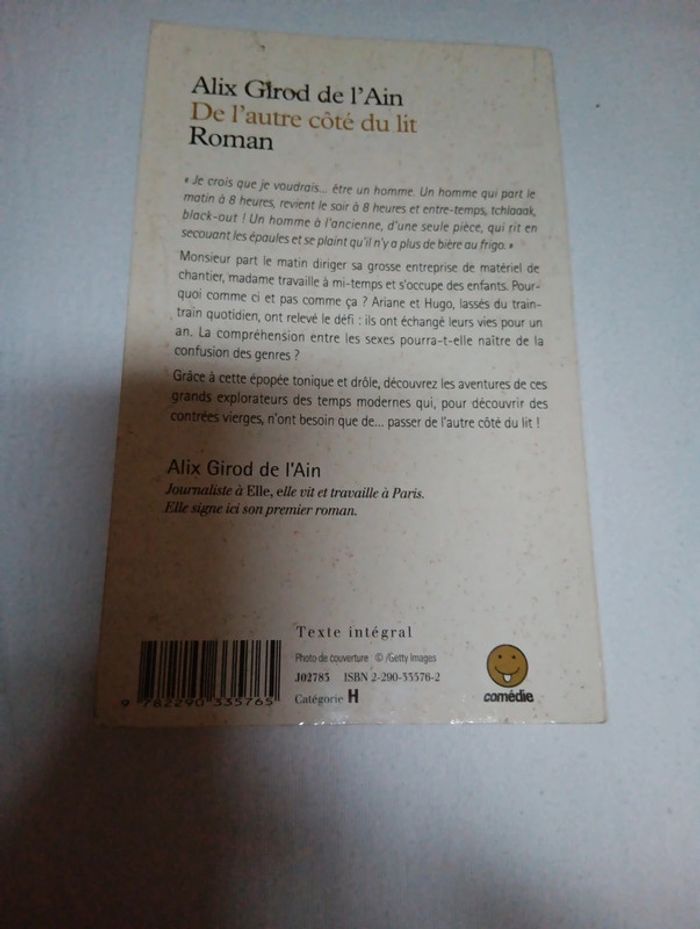 Alix Girod de l'Ain
De l'autre côté du lit
Roman
« Je crois que je voudrais... être un homme. Un homme qui part le
matin à 8 heures, revient le soir à 8 heures et entre-temps, tchlaaak,
black-out ! Un homme à l'ancienne, d'une seule pièce, qui rit en
secouant les épaules et se plaint qu'il n'y a plus de bière au frigo. »
Monsieur part le matin diriger sa grosse entreprise de matériel de
chantier, madame travaille à mi-temps et s'occupe des enfants. Pour-
quoi comme ci et pas comme ça ? Ariane et Hugo, lassés du train-
train quotidien, ont relevé le défi : ils ont échangé leurs vies pour un
an. La compréhension entre les sexes pourra-t-elle naître de la
confusion des genres ?
Grâce à cette épopée tonique et drôle, découvrez les aventures de ces
grands explorateurs des temps modernes qui, pour découvrir des
contrées vierges, n'ont besoin que de... passer de l'autre côté du lit !
Alix Girod de l'Ain
Journaliste à Elle, elle vit et travaille à Paris.
Elle signe ici son premier roman.
Texte intégral
Photo de couverture : © /Getty Images
J02785 ISBN 2-290-33576-2
Catégorie H
9 782290 335765
comédie